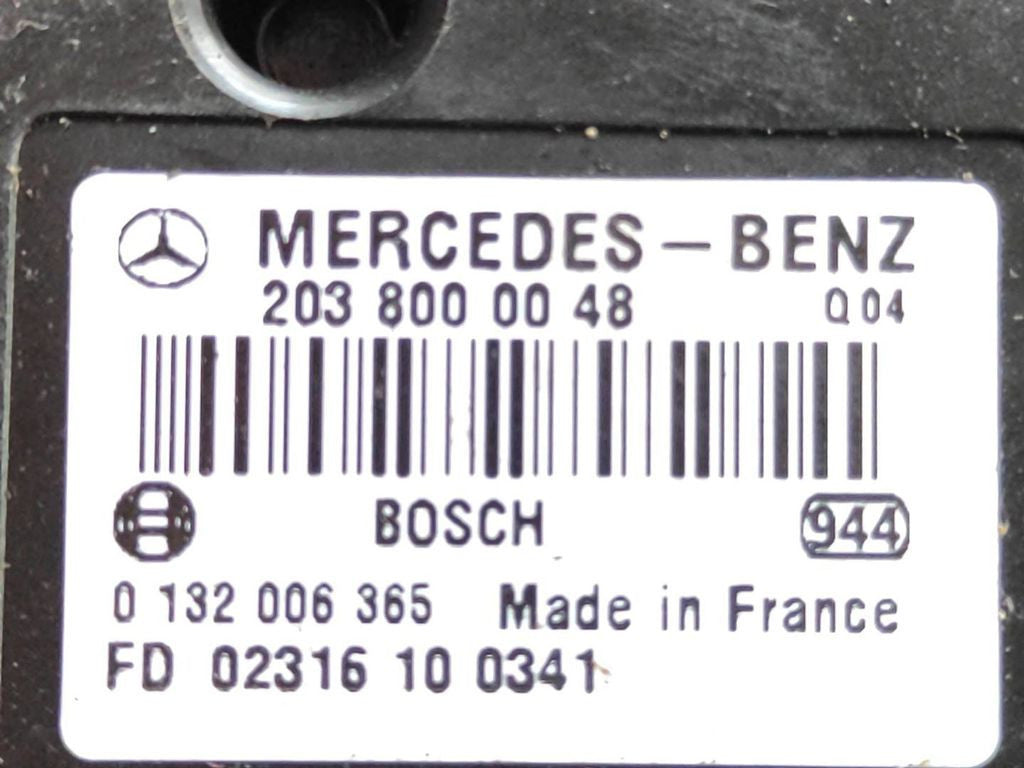 MERCEDES-BENZ
203 800 00 48 Q 04
BOSCH 944
0 132 006 365 Made in France
FD 02316 10 0341